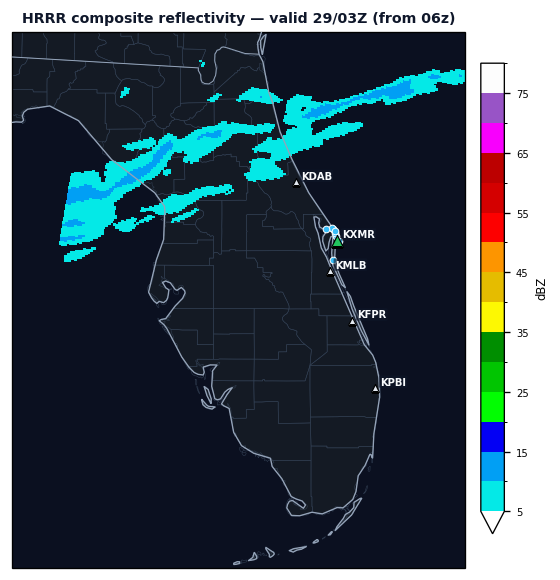 HRRR composite reflectivity — valid 29/03Z (from 06z)
KDAB
KXMR
KMLB
KFPR
KPBI
75
65
55
45
35
25
15
5
dBZ